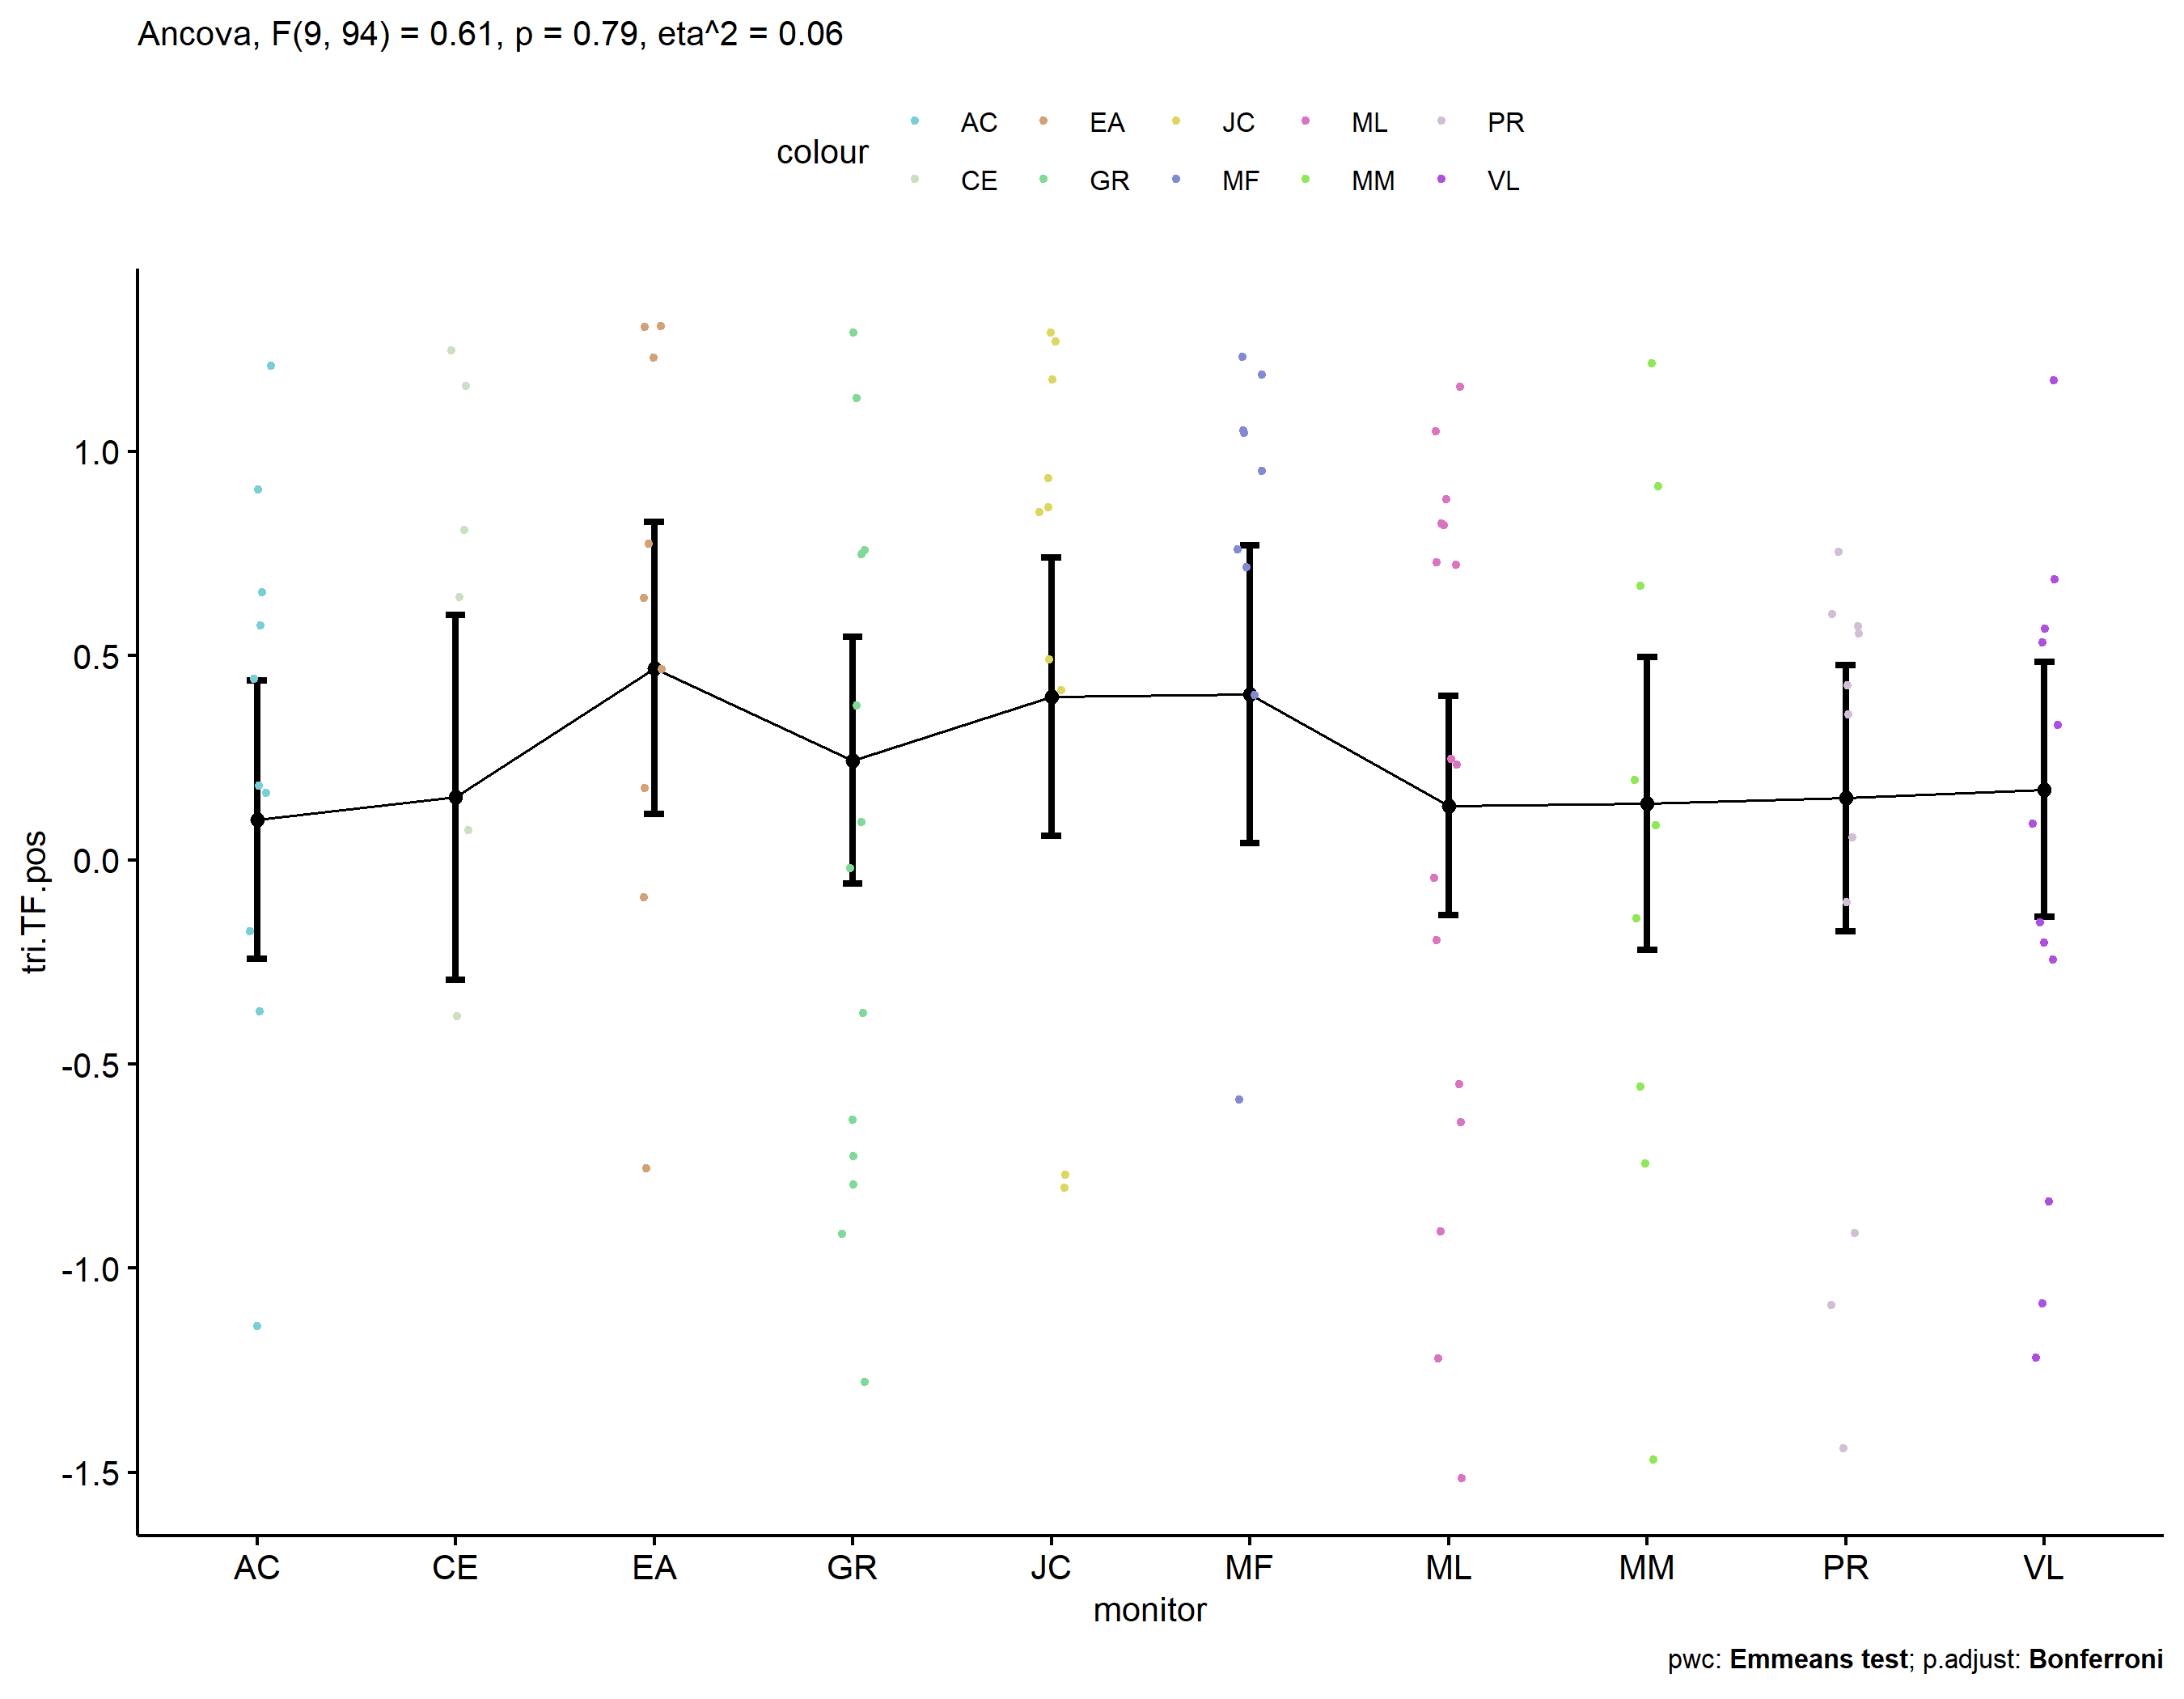 Ancova, F(9, 94) = 0.61, p = 0.79, eta^2 = 0.06
colour
AC EA JC ML PR
CE GR MF MM VL
tri.TF.pos
1.0
0.5
0.0
-0.5
-1.0
-1.5
AC CE EA GR JC MF ML MM PR VL
monitor
pwc: Emmeans test; p.adjust: Bonferroni